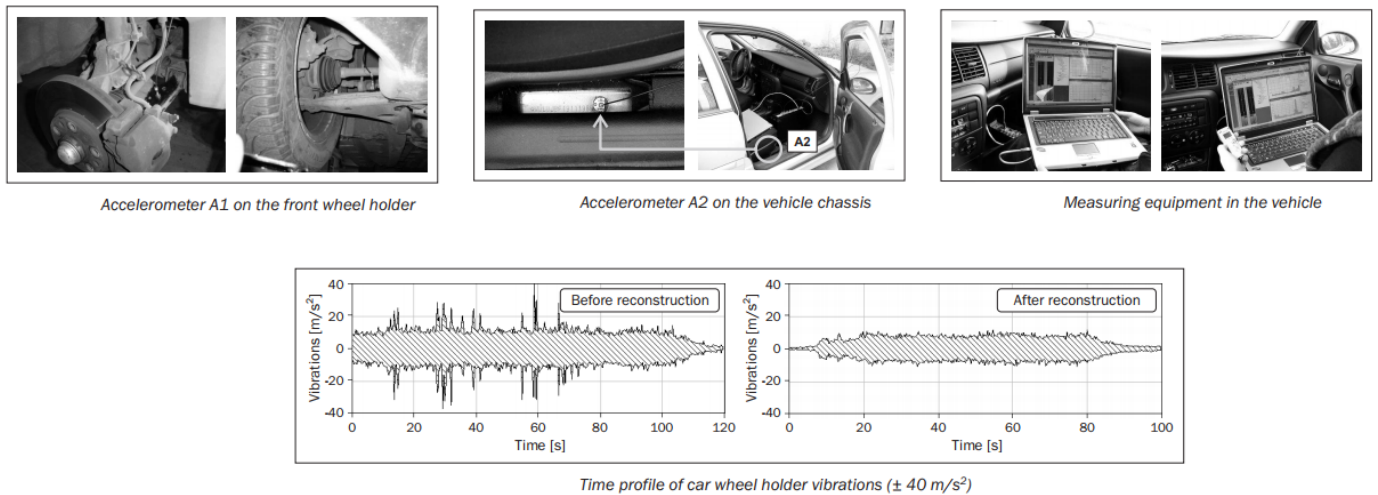 A2
Accelerometer A1 on the front wheel holder
Accelerometer A2 on the vehicle chassis
Measuring equipment in the vehicle
Vibrations [m/s²]
40
20
0
-20
-40
Before reconstruction
0 20 40 60 80 100 120
Time [s]
Vibrations [m/s²]
40
20
0
-20
-40
After reconstruction
0 20 40 60 80 100
Time [s]
Time profile of car wheel holder vibrations (± 40 m/s²)